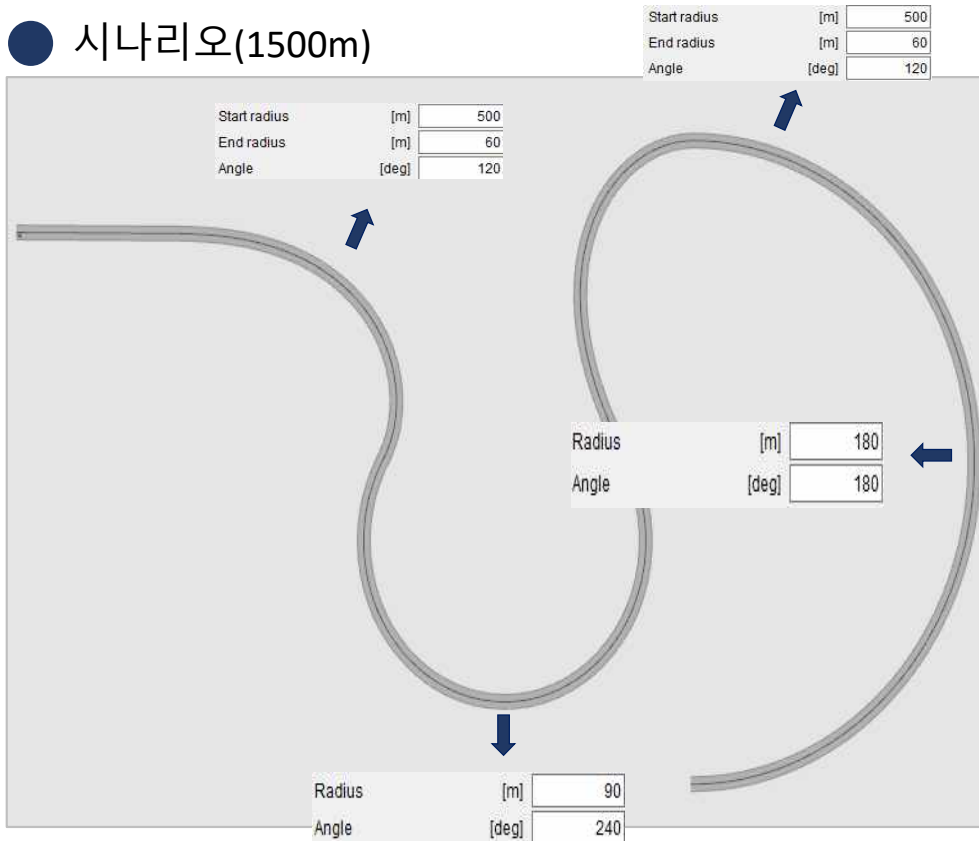 시나리오(1500m)
Start radius [m] 500
End radius [m] 60
Angle [deg] 120
Start radius [m] 500
End radius [m] 60
Angle [deg] 120
Radius [m] 180
Angle [deg] 180
Radius [m] 90
Angle [deg] 240